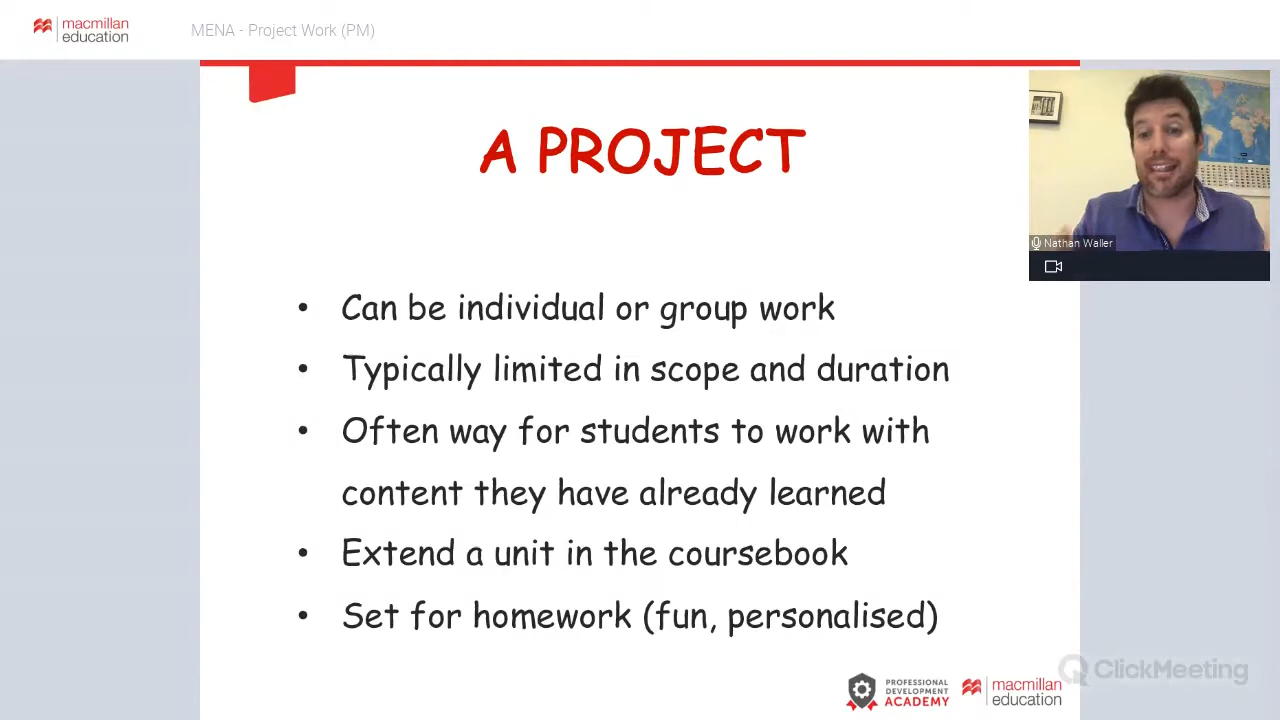 macmillan
education
MENA - Project Work (PM)
A PROJECT
Nathan Waller
• Can be individual or group work
• Typically limited in scope and duration
• Often way for students to work with
content they have already learned
• Extend a unit in the coursebook
• Set for homework (fun, personalised)
PROFESSIONAL
DEVELOPMENT
ACADEMY
macmillan
education
ClickMeeting